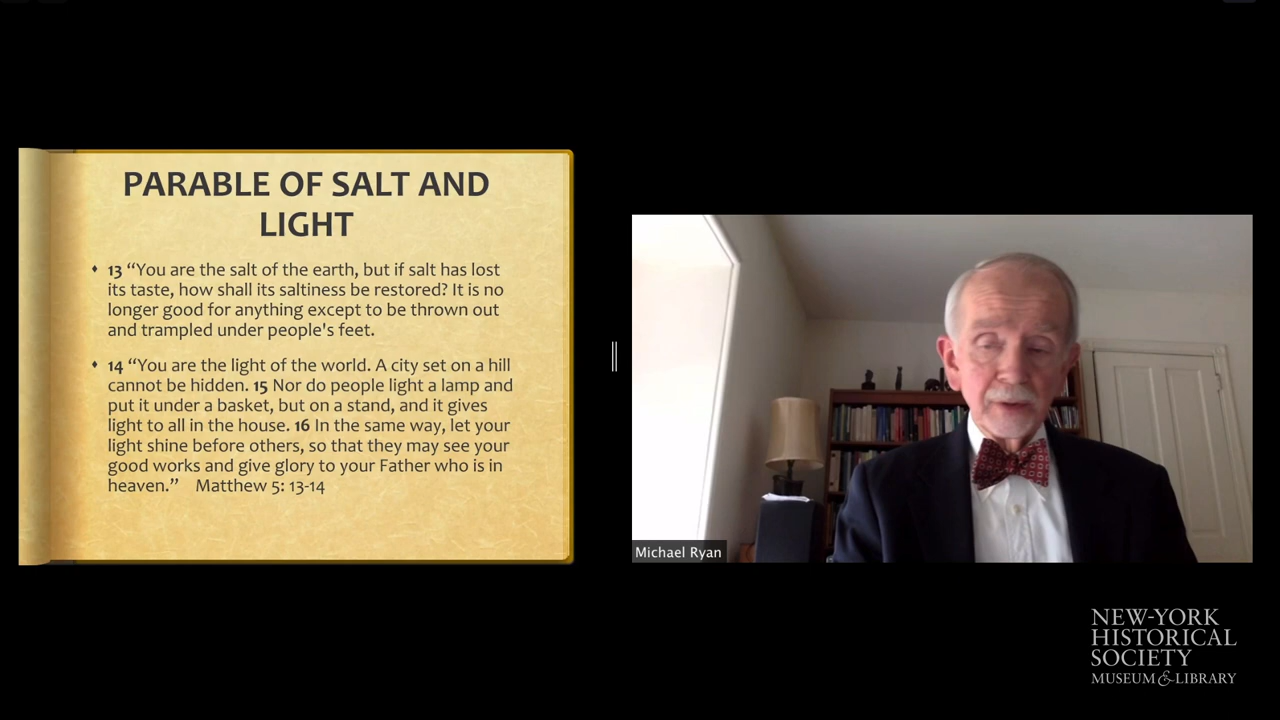 PARABLE OF SALT AND
LIGHT
13 “You are the salt of the earth, but if salt has lost
its taste, how shall its saltiness be restored? It is no
longer good for anything except to be thrown out
and trampled under people's feet.
14 “You are the light of the world. A city set on a hill
cannot be hidden. 15 Nor do people light a lamp and
put it under a basket, but on a stand, and it gives
light to all in the house. 16 In the same way, let your
light shine before others, so that they may see your
good works and give glory to your Father who is in
heaven.” Matthew 5: 13-14
Michael Ryan
NEW-YORK
HISTORICAL
SOCIETY
MUSEUM & LIBRARY